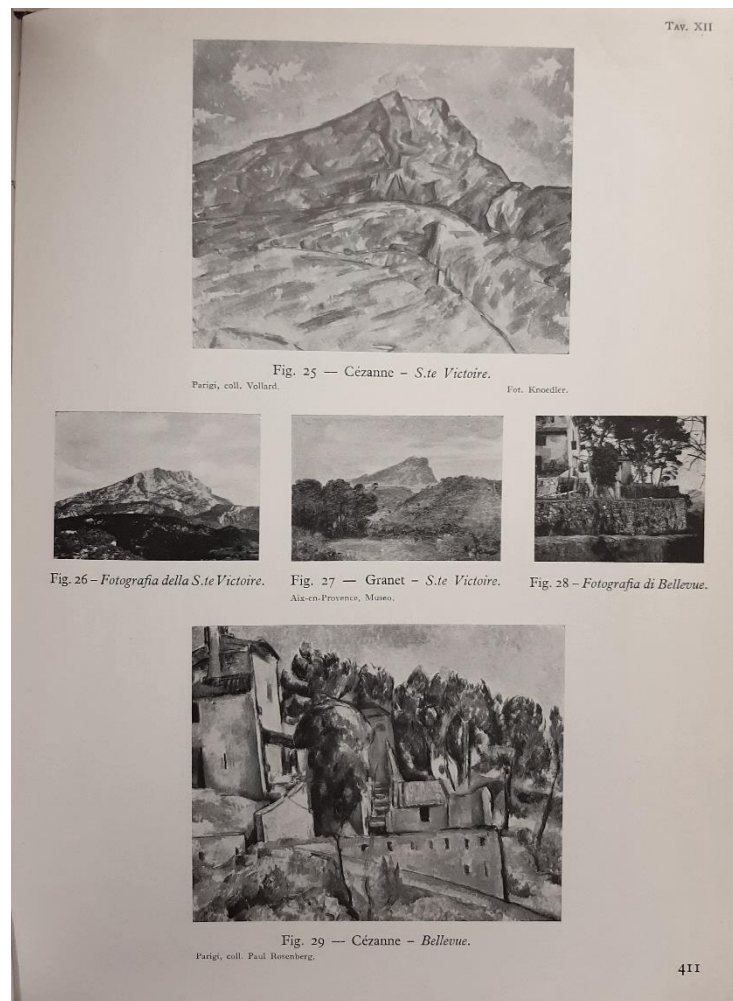 Tav. XII
Fig. 25 — Cézanne – S.te Victoire.
Parigi, coll. Vollard.
Fot. Knoedler.
Fig. 26 – Fotografia della S.te Victoire.
Fig. 27 — Granet – S.te Victoire.
Aix-en-Provence, Museo.
Fig. 28 – Fotografia di Bellevue.
Fig. 29 — Cézanne – Bellevue.
Parigi, coll. Paul Rosenberg.
411